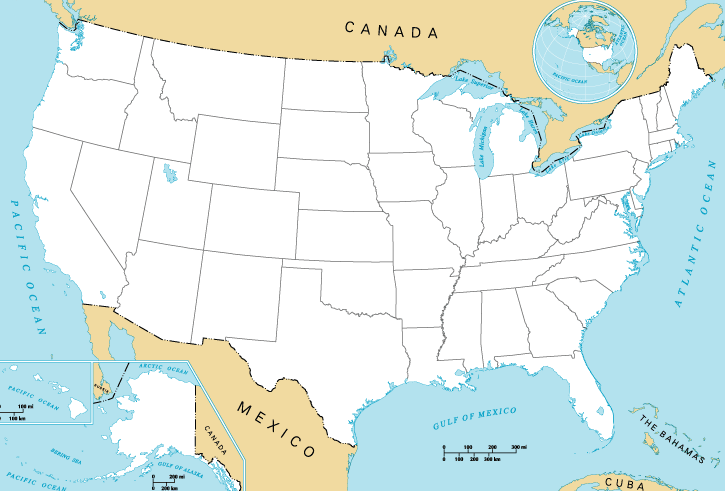 CANADA
PACIFIC OCEAN
Lake Superior
Lake Michigan
PACIFIC OCEAN
ATLANTIC OCEAN
ARCTIC OCEAN
RUSSIA
PACIFIC OCEAN
0 100 mi
0 100 km
MEXICO
CANADA
GULF OF MEXICO
0 100 200 300 mi
0 100 200 300 km
THE BAHAMAS
BERING SEA
GULF OF ALASKA
PACIFIC OCEAN
0 200 mi
0 200 km
CUBA